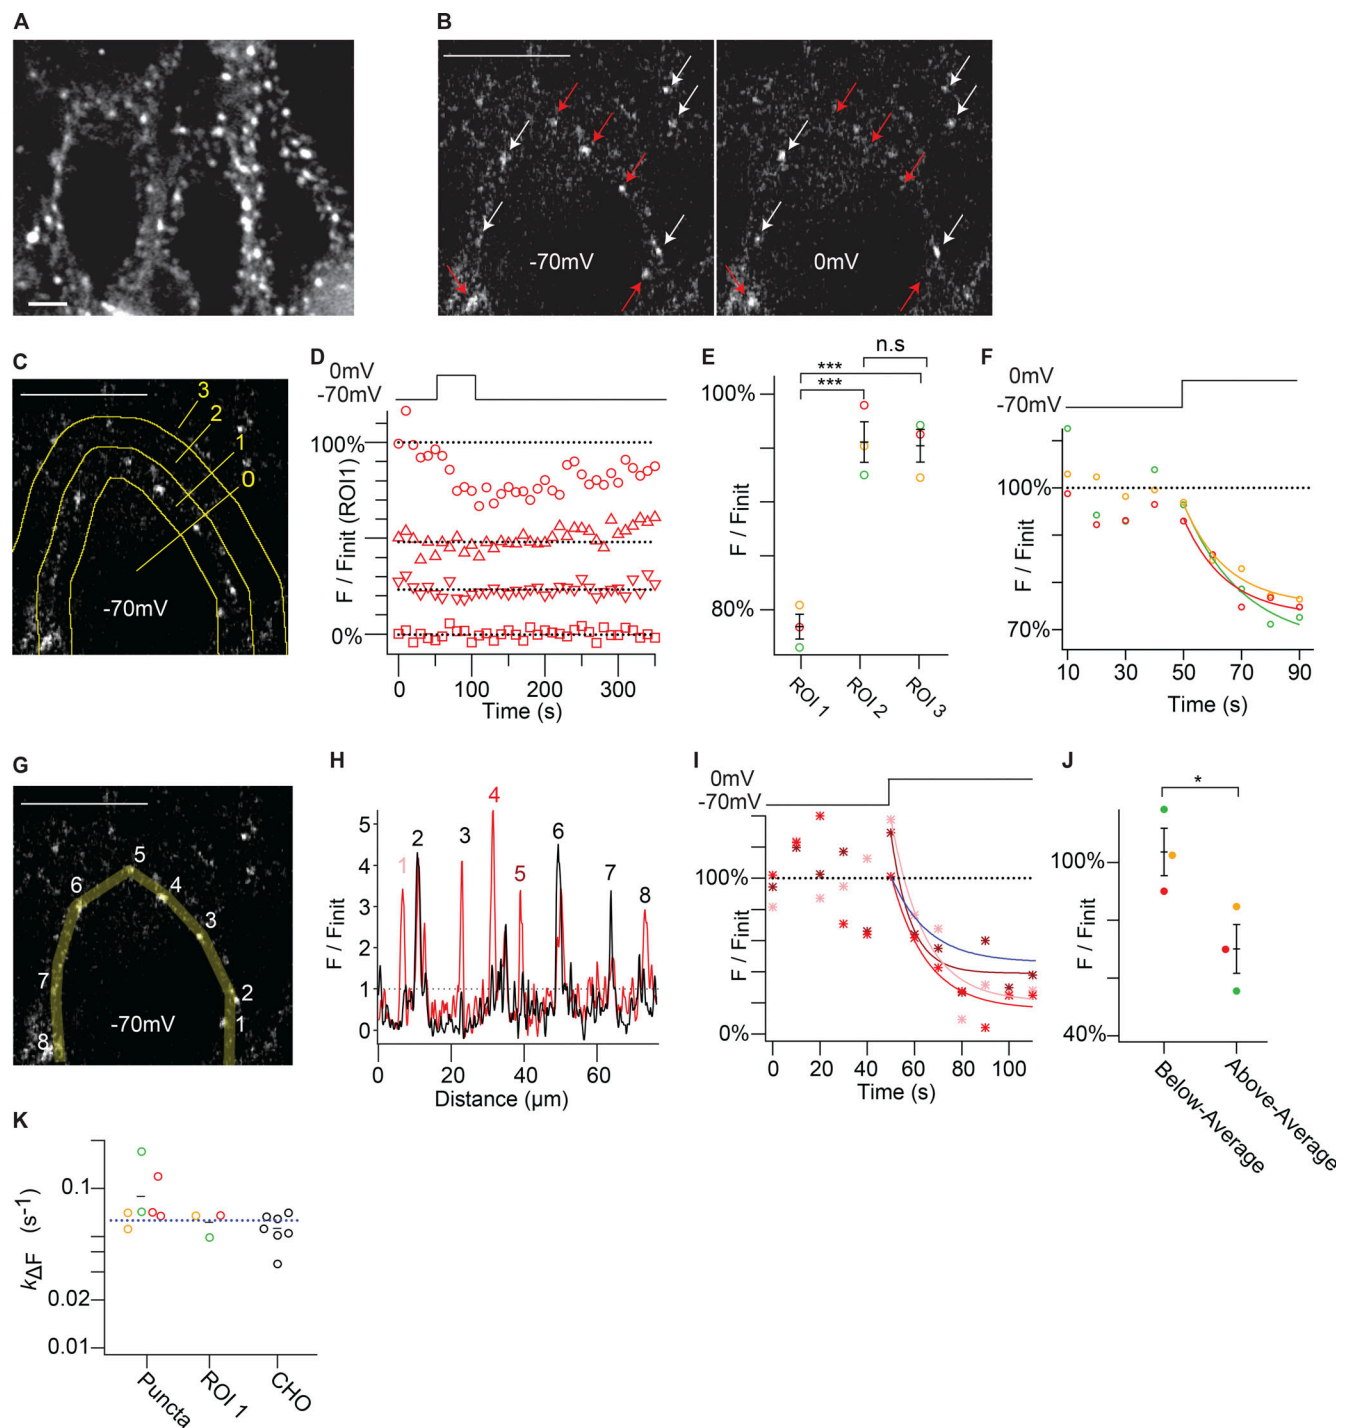 A
B
-70mV
0mV
C
3
2
1
0
-70mV
D
0mV
-70mV
100%
0%
F / Finit (ROI1)
0 100 200 300
Time (s)
E
n.s
***
***
100%
80%
F / Finit
ROI 1
ROI 2
ROI 3
F
0mV
-70mV
100%
70%
F / Finit
10 30 50 70 90
Time (s)
G
5
6
4
3
7
2
1
8
-70mV
H
1
2
3
4
5
6
7
8
5
4
3
2
1
0
F / Finit
0 20 40 60
Distance (µm)
I
0mV
-70mV
100%
0%
F / Finit
0 20 40 60 80 100
Time (s)
J
*
100%
40%
F / Finit
Below-Average
Above-Average
K
0.1
0.02
0.01
kΔF (s⁻¹)
Puncta
ROI 1
CHO